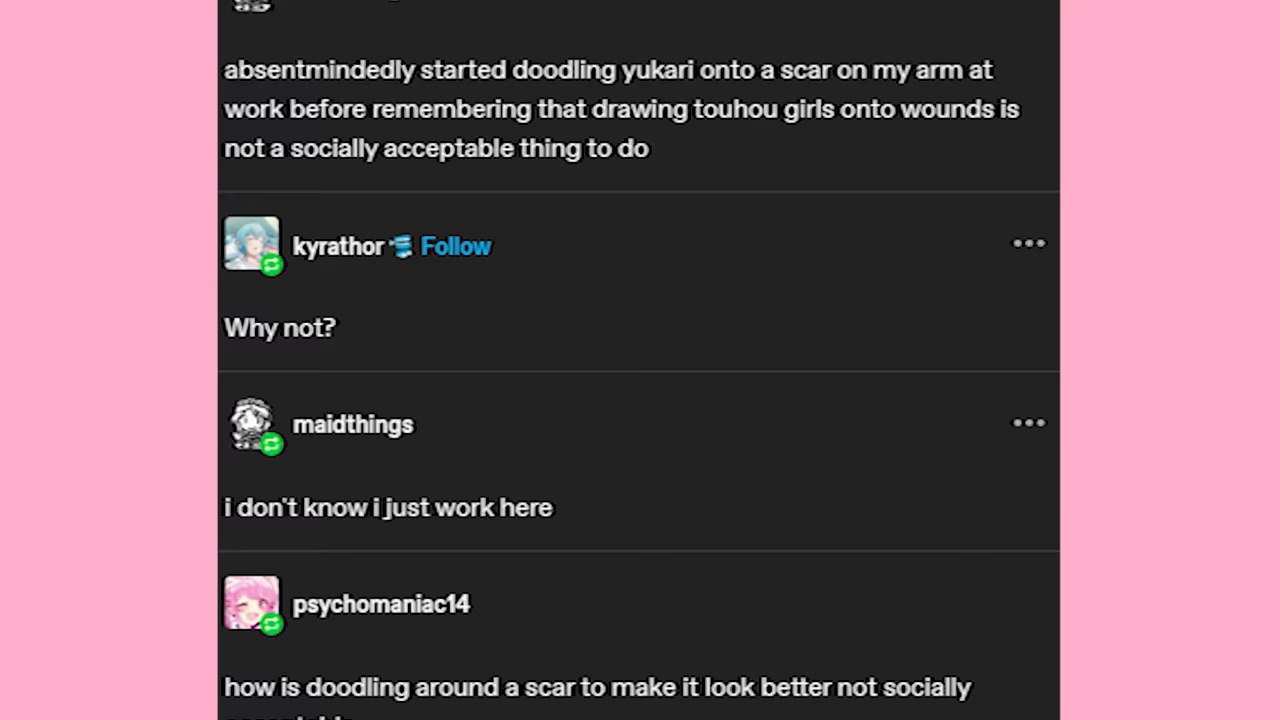 absentmindedly started doodling yukari onto a scar on my arm at
work before remembering that drawing touhou girls onto wounds is
not a socially acceptable thing to do
kyrathor Follow
Why not?
maidthings
i don't know i just work here
psychomaniac14
how is doodling around a scar to make it look better not socially